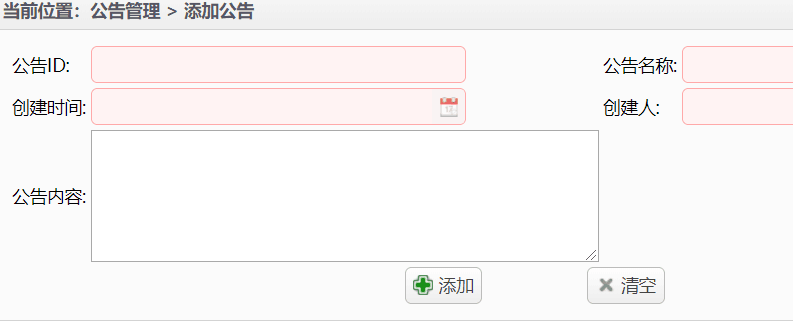 当前位置：公告管理 > 添加公告
公告ID: 公告名称:
创建时间: 创建人:
公告内容:
添加 清空